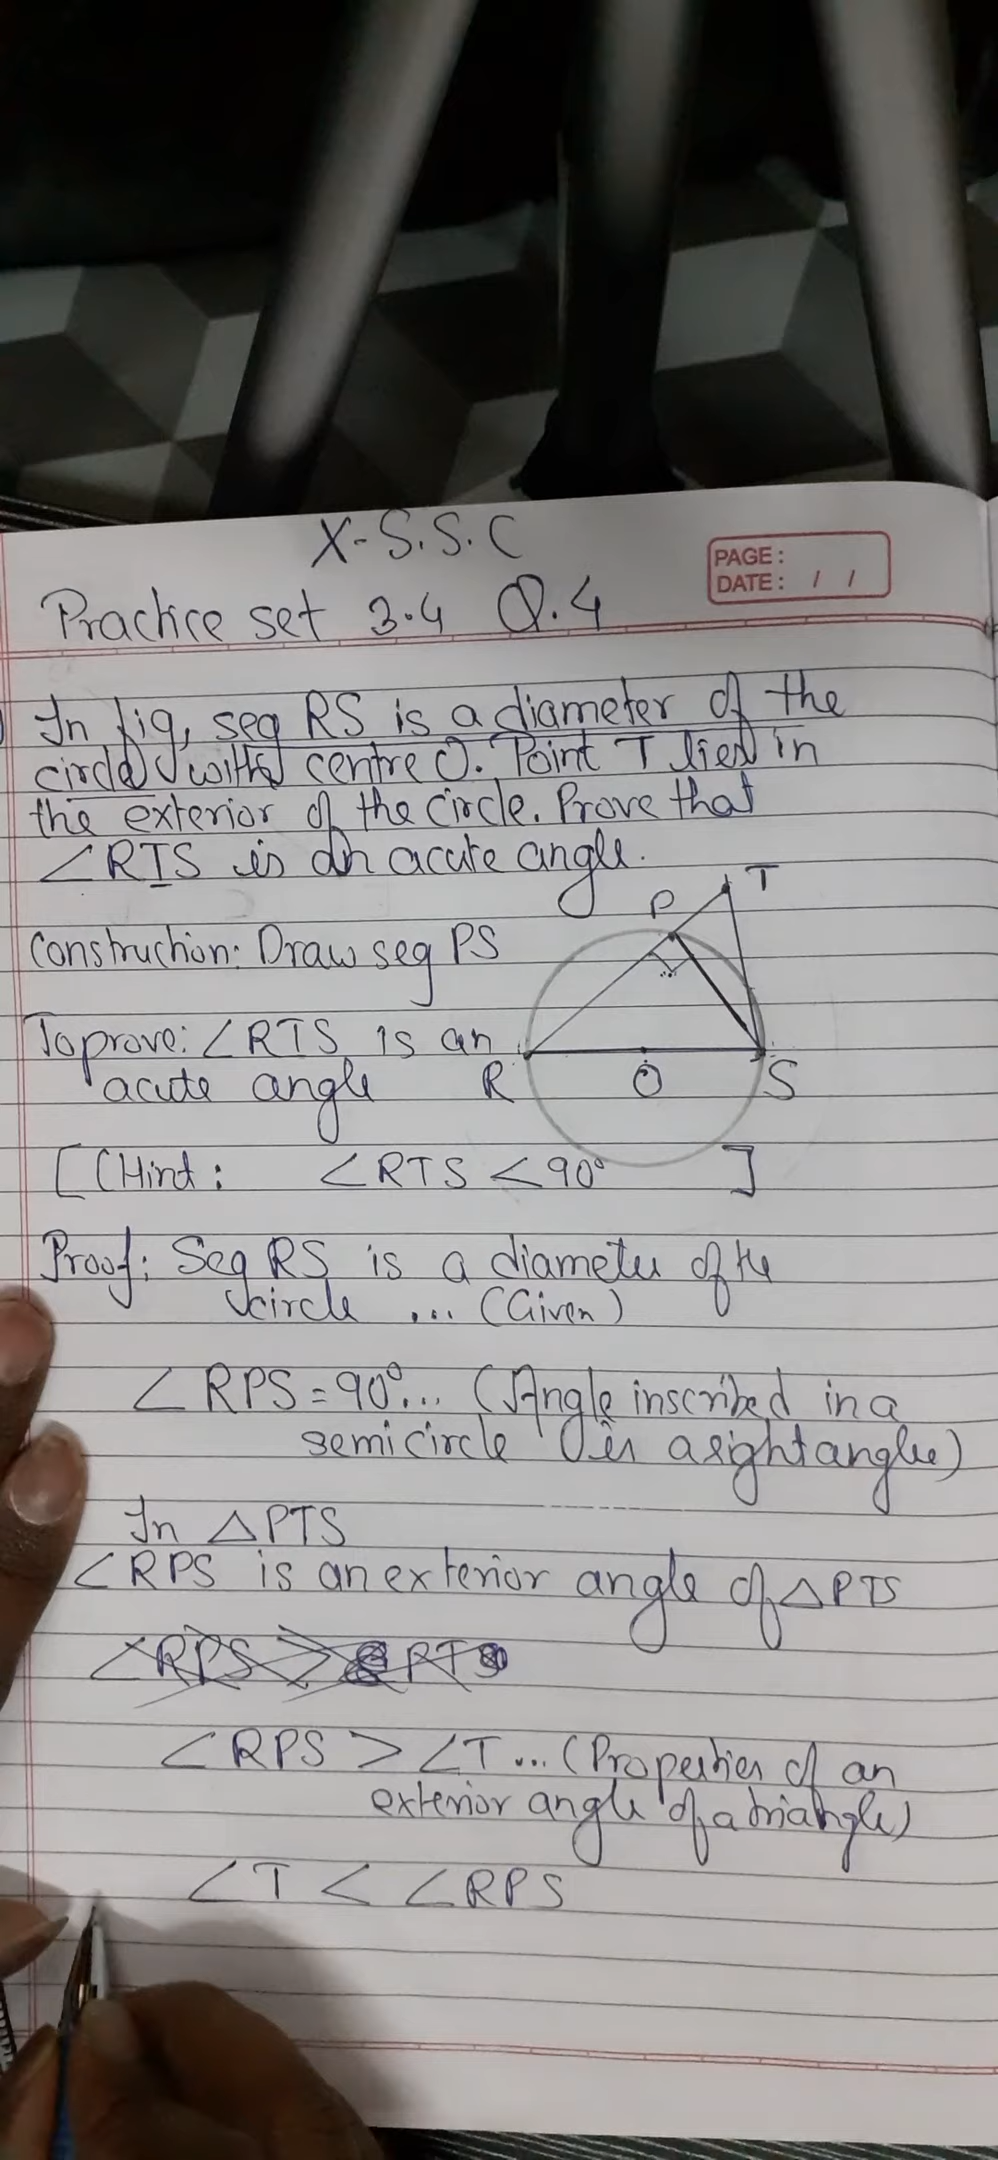 X-S.S.C
PAGE:
DATE: / /
Practice set 3.4 Q.4
In fig, seg RS is a diameter of the
circle with centre O. Point T lies in
the exterior of the circle. Prove that
∠RTS is an acute angle.
T
P
Construction: Draw seg PS
To prove: ∠RTS is an
acute angle
R O S
[(Hint: ∠RTS < 90° ]
Proof: Seg RS is a diameter of the
circle ... (Given)
∠RPS = 90°... (Angle inscribed in a
semicircle is a right angle)
In △PTS
∠RPS is an exterior angle of △PTS
∠RPS > RTS
∠RPS > ∠T ... (Properties of an
exterior angle of a triangle)
∠T < ∠RPS